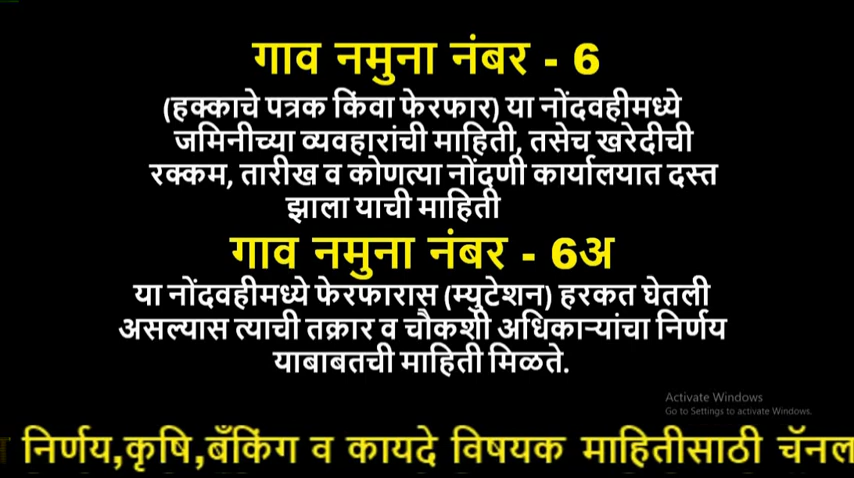 गाव नमुना नंबर - 6
(हक्काचे पत्रक किंवा फेरफार) या नोंदवहीमध्ये
जमिनीच्या व्यवहारांची माहिती, तसेच खरेदीची
रक्कम, तारीख व कोणत्या नोंदणी कार्यालयात दस्त
झाला याची माहिती
गाव नमुना नंबर - 6अ
या नोंदवहीमध्ये फेरफारास (म्युटेशन) हरकत घेतली
असल्यास त्याची तक्रार व चौकशी अधिकाऱ्यांचा निर्णय
याबाबतची माहिती मिळते.
Activate Windows
Go to Settings to activate Windows.
निर्णय,कृषि,बँकिंग व कायदे विषयक माहितीसाठी चॅनल